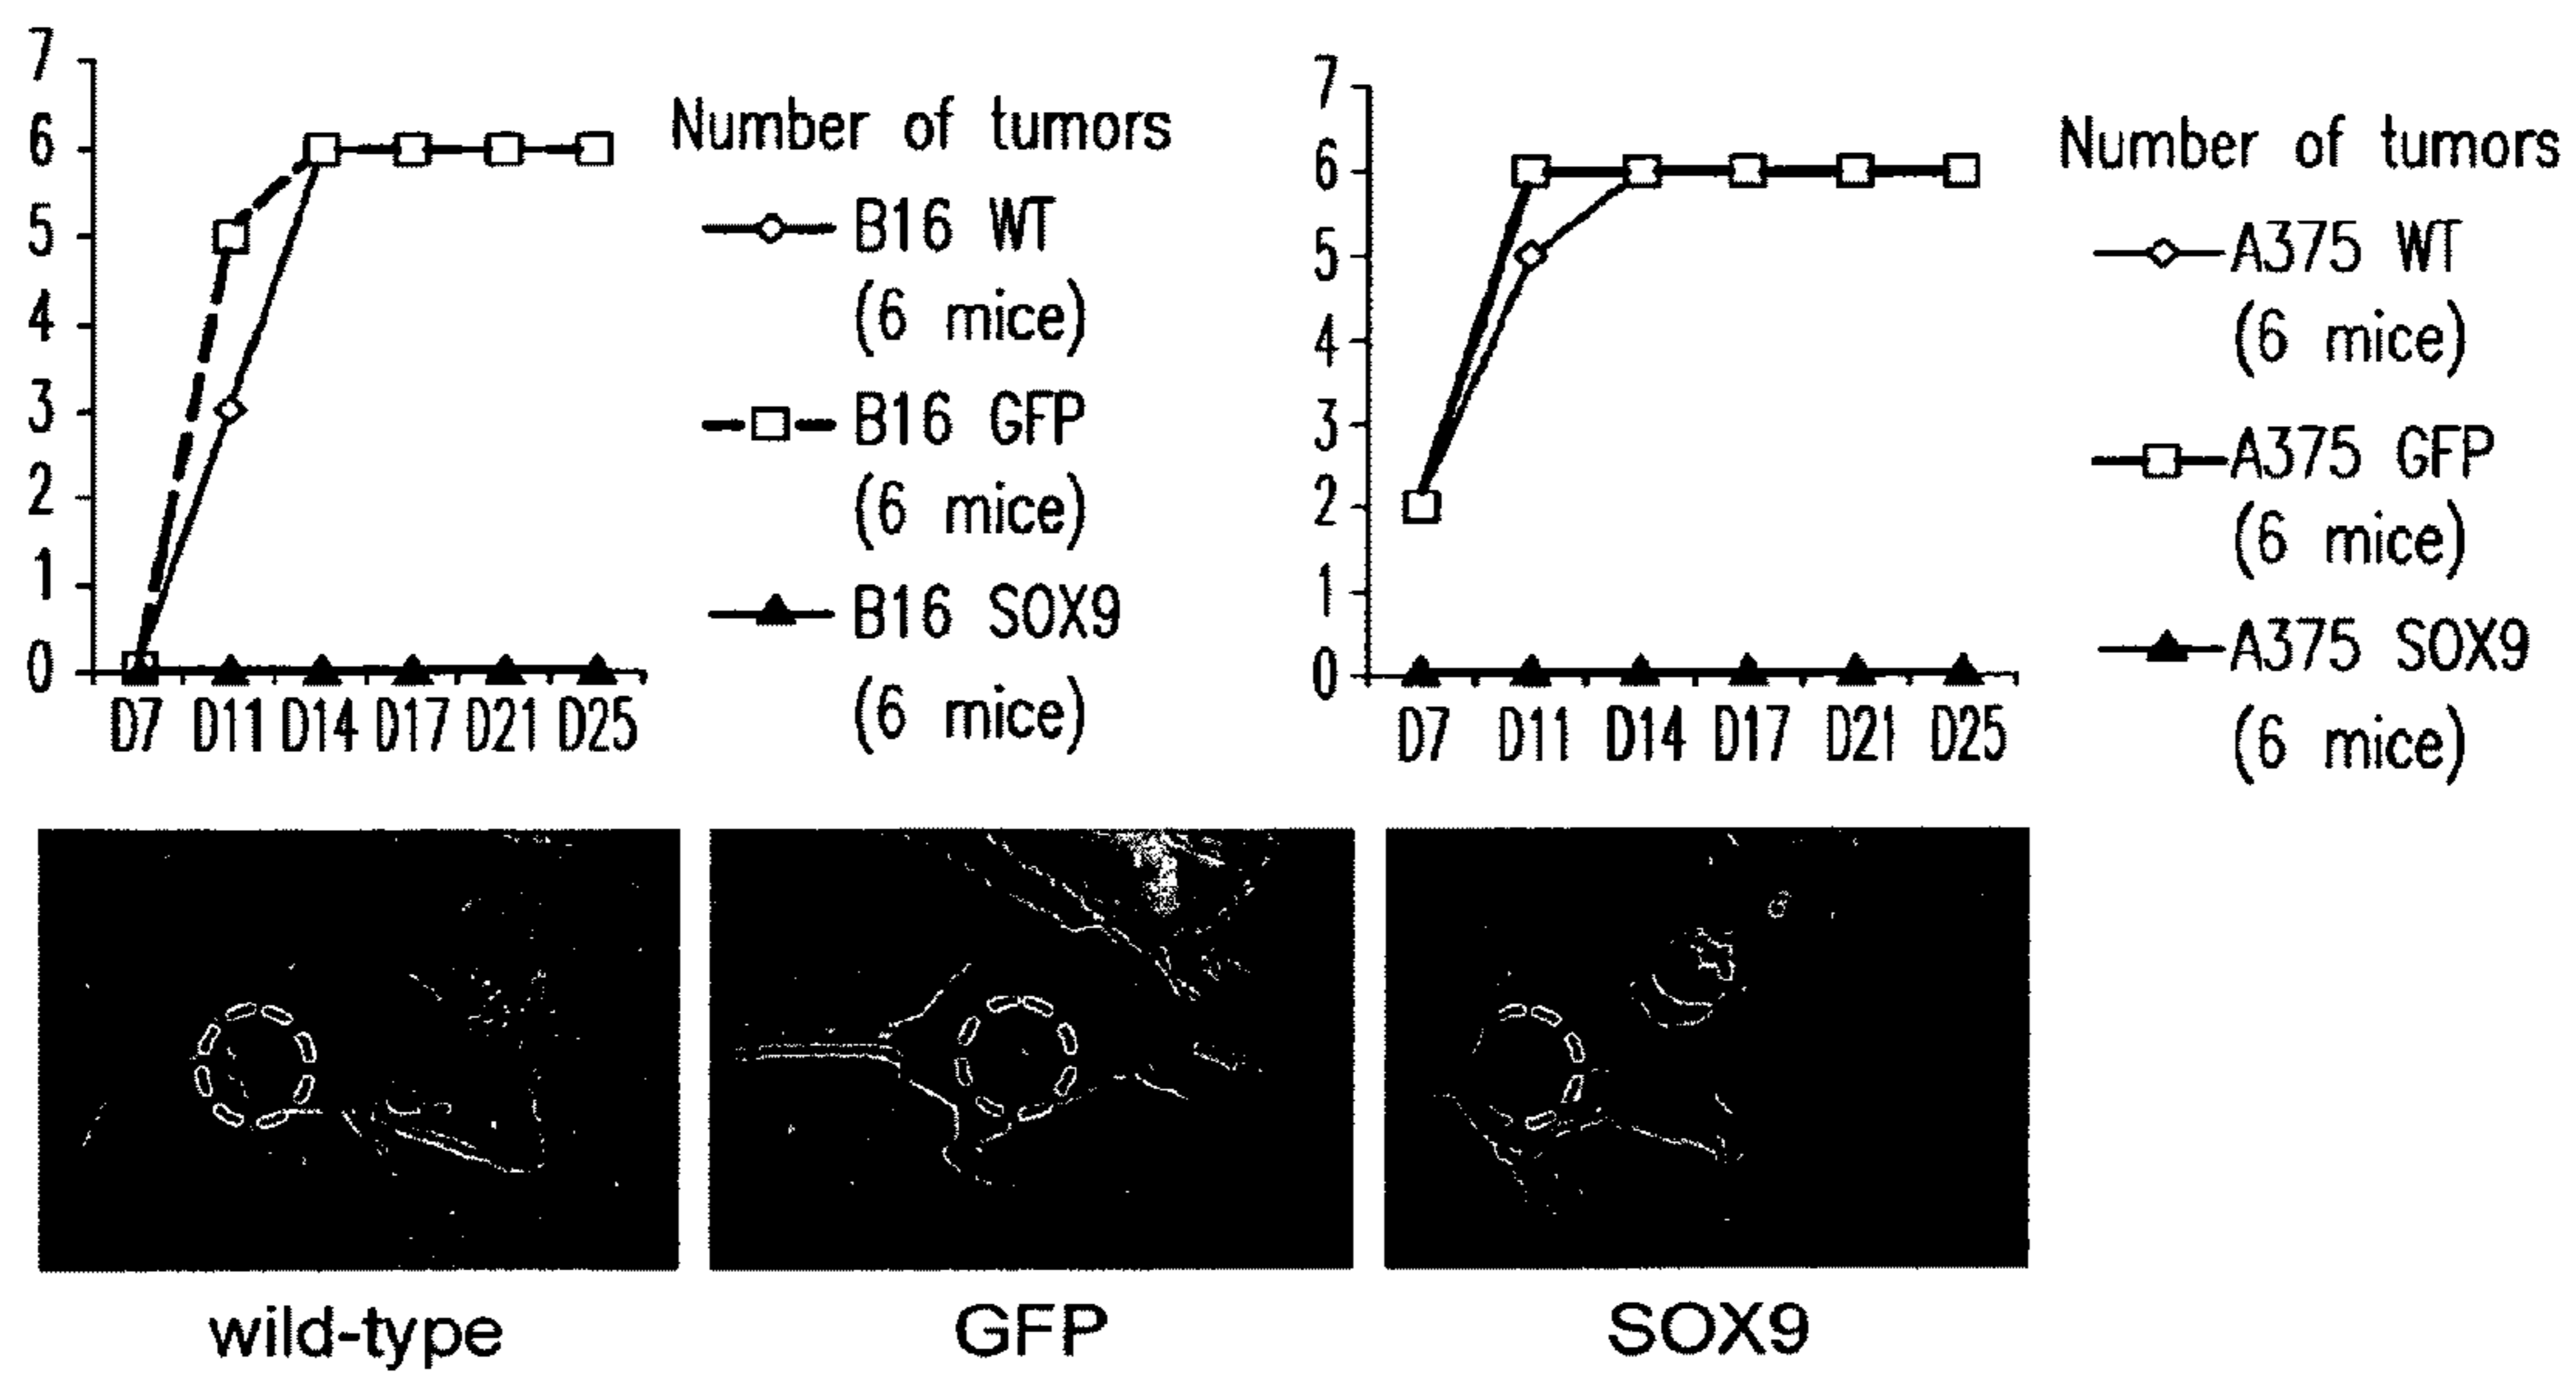 7
6
5
4
3
2
1
0
D7 D11 D14 D17 D21 D25
Number of tumors
B16 WT
(6 mice)
B16 GFP
(6 mice)
B16 SOX9
(6 mice)
7
6
5
4
3
2
1
0
D7 D11 D14 D17 D21 D25
Number of tumors
A375 WT
(6 mice)
A375 GFP
(6 mice)
A375 SOX9
(6 mice)
wild-type
GFP
SOX9